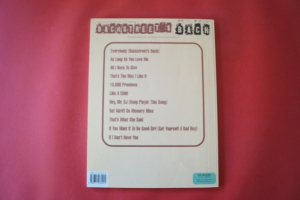 BACKSTREET'S BACK
Everybody (Backstreet's Back)
As Long As You Love Me
All I Have To Give
That's The Way I Like It
10,000 Promises
Like A Child
Hey, Mr. DJ (Keep Playin' This Song)
Set Adrift On Memory Bliss
That's What She Said
If You Want It To Be Good Girl (Get Yourself A Bad Boy)
If I Don't Have You